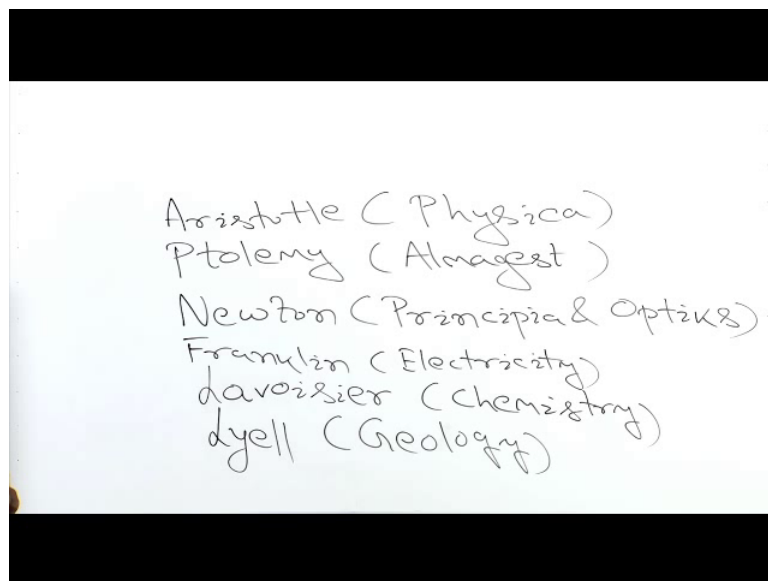 Aristotle (Physica)
Ptolemy (Almagest)
Newton (Principia & Optiks)
Franklin (Electricity)
Lavoisier (Chemistry)
Lyell (Geology)